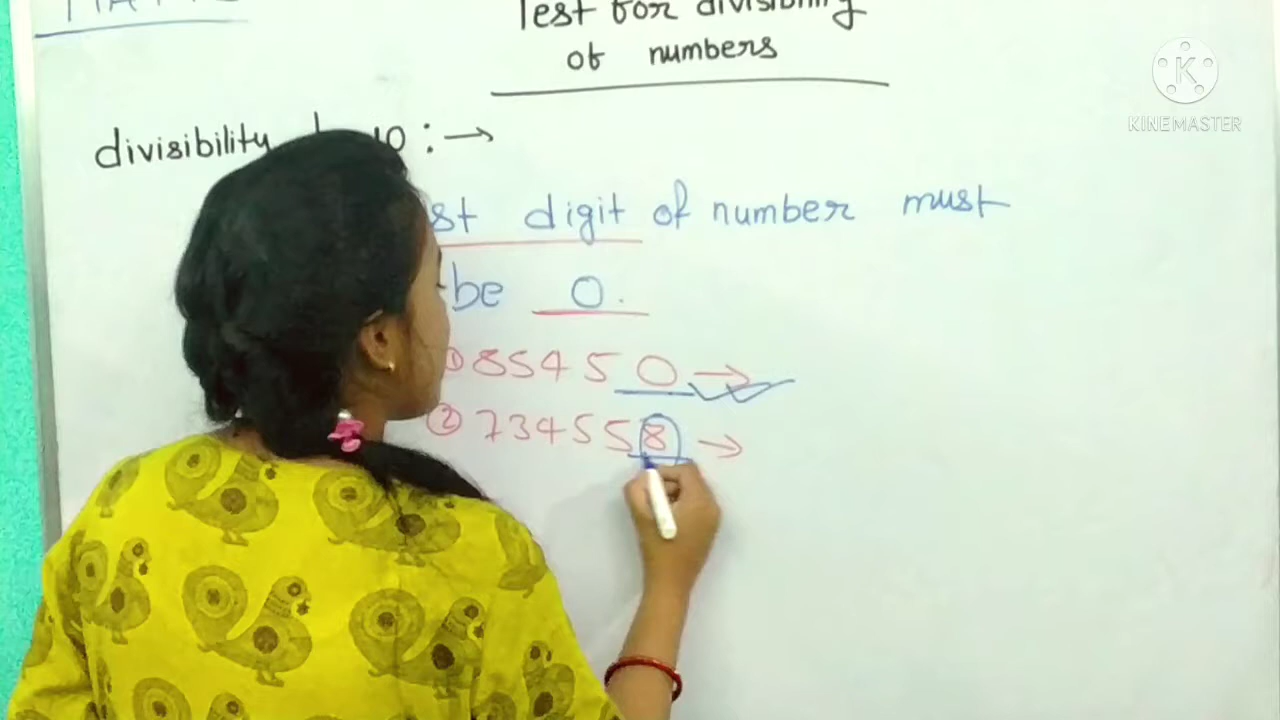 Test for divisibility
of numbers
KINEMASTER
divisibility 10 : →
digit of number must
be 0.
① 85450 →
② 734558 →